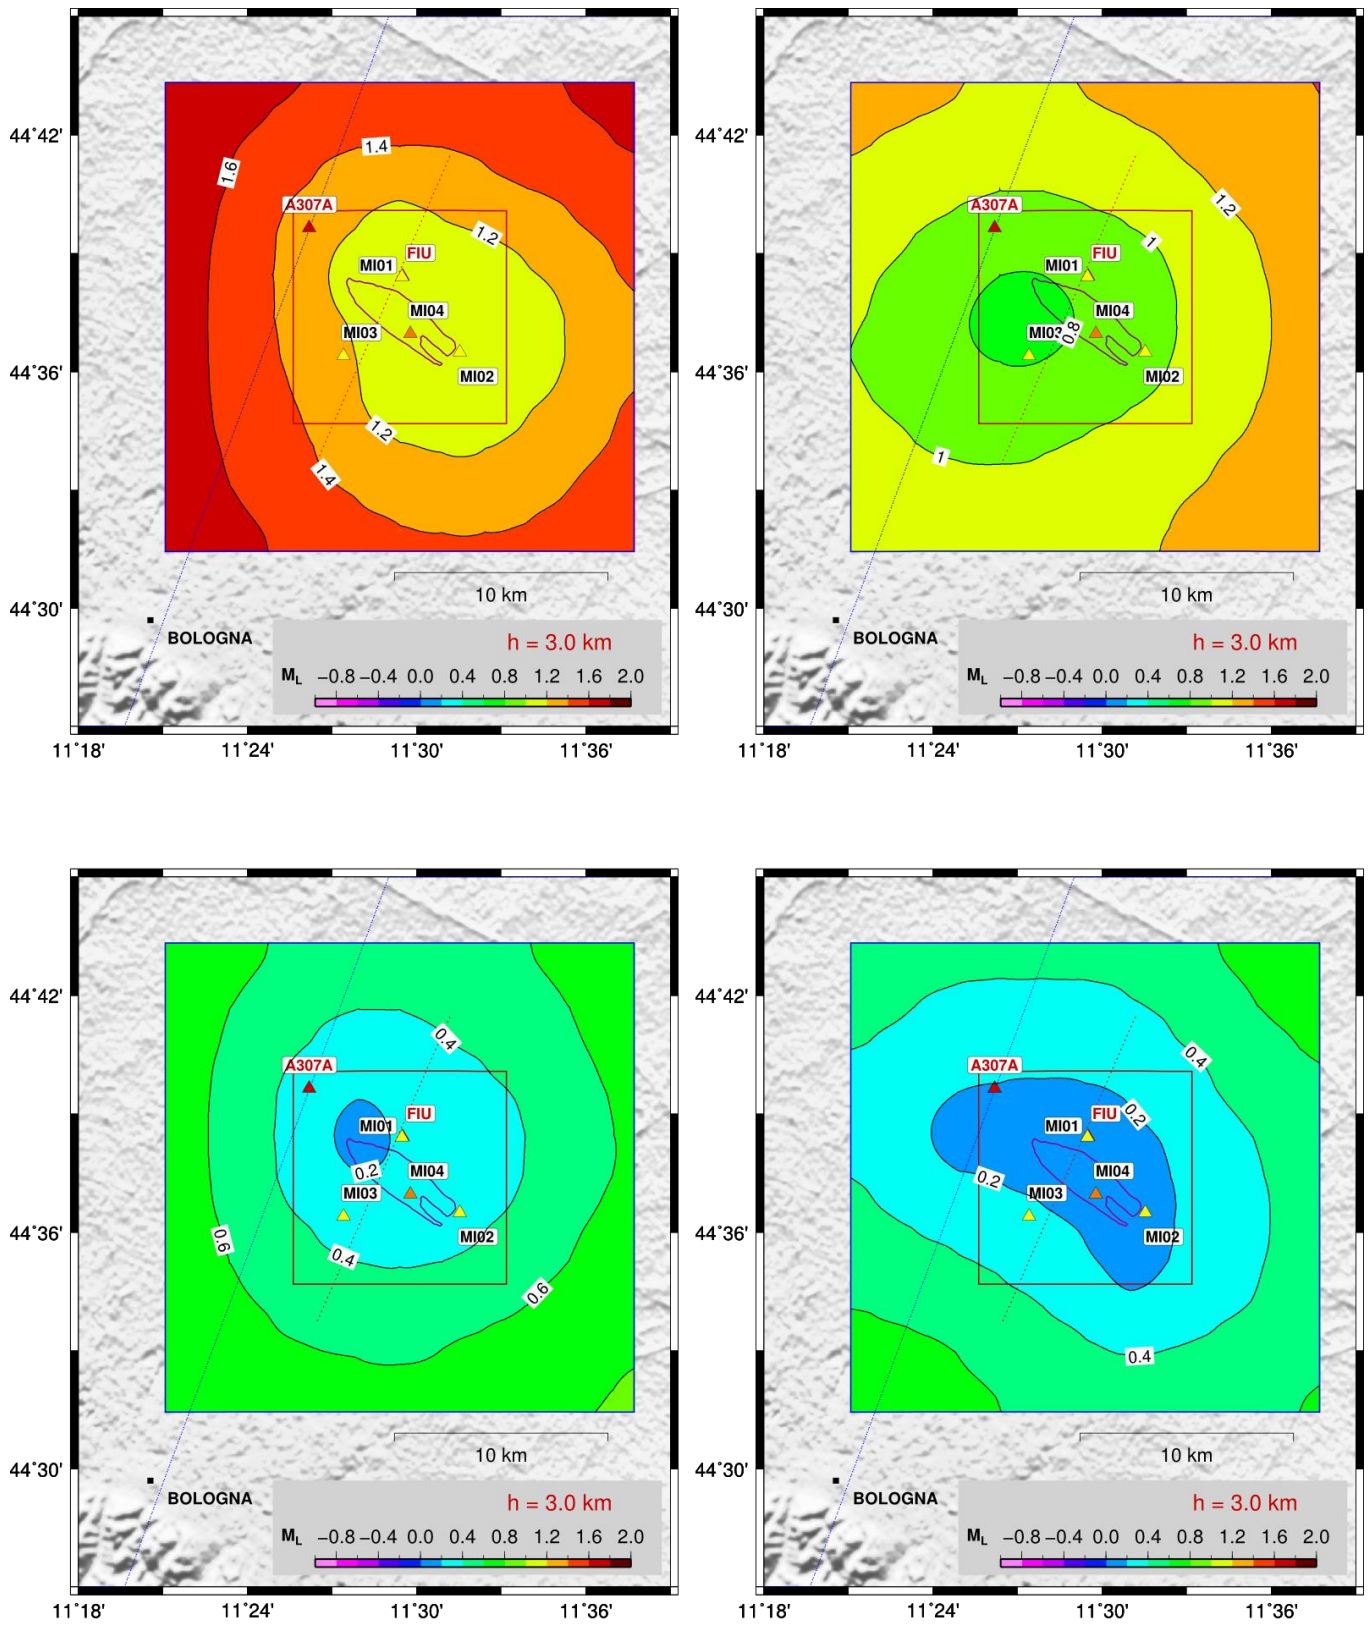 44°42'
44°36'
44°30'
1.6
1.4
A307A
1.2
FIU
MI01
MI04
MI03
MI02
1.2
1.4
10 km
BOLOGNA
h = 3.0 km
ML −0.8 −0.4 0.0 0.4 0.8 1.2 1.6 2.0
11°18' 11°24' 11°30' 11°36'
44°42'
44°36'
44°30'
1.2
A307A
1
FIU
MI01
MI04
MI03
0.8
MI02
1
10 km
BOLOGNA
h = 3.0 km
ML −0.8 −0.4 0.0 0.4 0.8 1.2 1.6 2.0
11°18' 11°24' 11°30' 11°36'
44°42'
44°36'
44°30'
0.4
A307A
FIU
MI01
0.2
MI04
MI03
MI02
0.6
0.4
0.6
10 km
BOLOGNA
h = 3.0 km
ML −0.8 −0.4 0.0 0.4 0.8 1.2 1.6 2.0
11°18' 11°24' 11°30' 11°36'
44°42'
44°36'
44°30'
0.4
A307A
FIU
0.2
MI01
MI04
0.2
MI03
MI02
0.4
10 km
BOLOGNA
h = 3.0 km
ML −0.8 −0.4 0.0 0.4 0.8 1.2 1.6 2.0
11°18' 11°24' 11°30' 11°36'